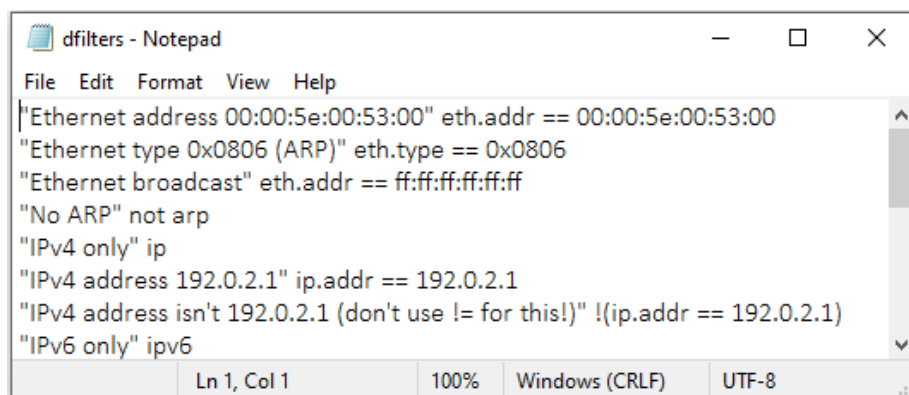 dfilters - Notepad
File Edit Format View Help
"Ethernet address 00:00:5e:00:53:00" eth.addr == 00:00:5e:00:53:00
"Ethernet type 0x0806 (ARP)" eth.type == 0x0806
"Ethernet broadcast" eth.addr == ff:ff:ff:ff:ff:ff
"No ARP" not arp
"IPv4 only" ip
"IPv4 address 192.0.2.1" ip.addr == 192.0.2.1
"IPv4 address isn't 192.0.2.1 (don't use != for this!)" !(ip.addr == 192.0.2.1)
"IPv6 only" ipv6
Ln 1, Col 1 100% Windows (CRLF) UTF-8